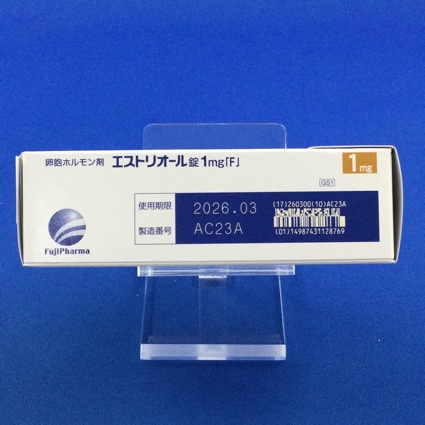 卵胞ホルモン剤 エストリオール錠1mg「F」
1mg
GS1
使用期限 2026.03
製造番号 AC23A
(17)260300(10)AC23A
(01)14987431128769
FujiPharma